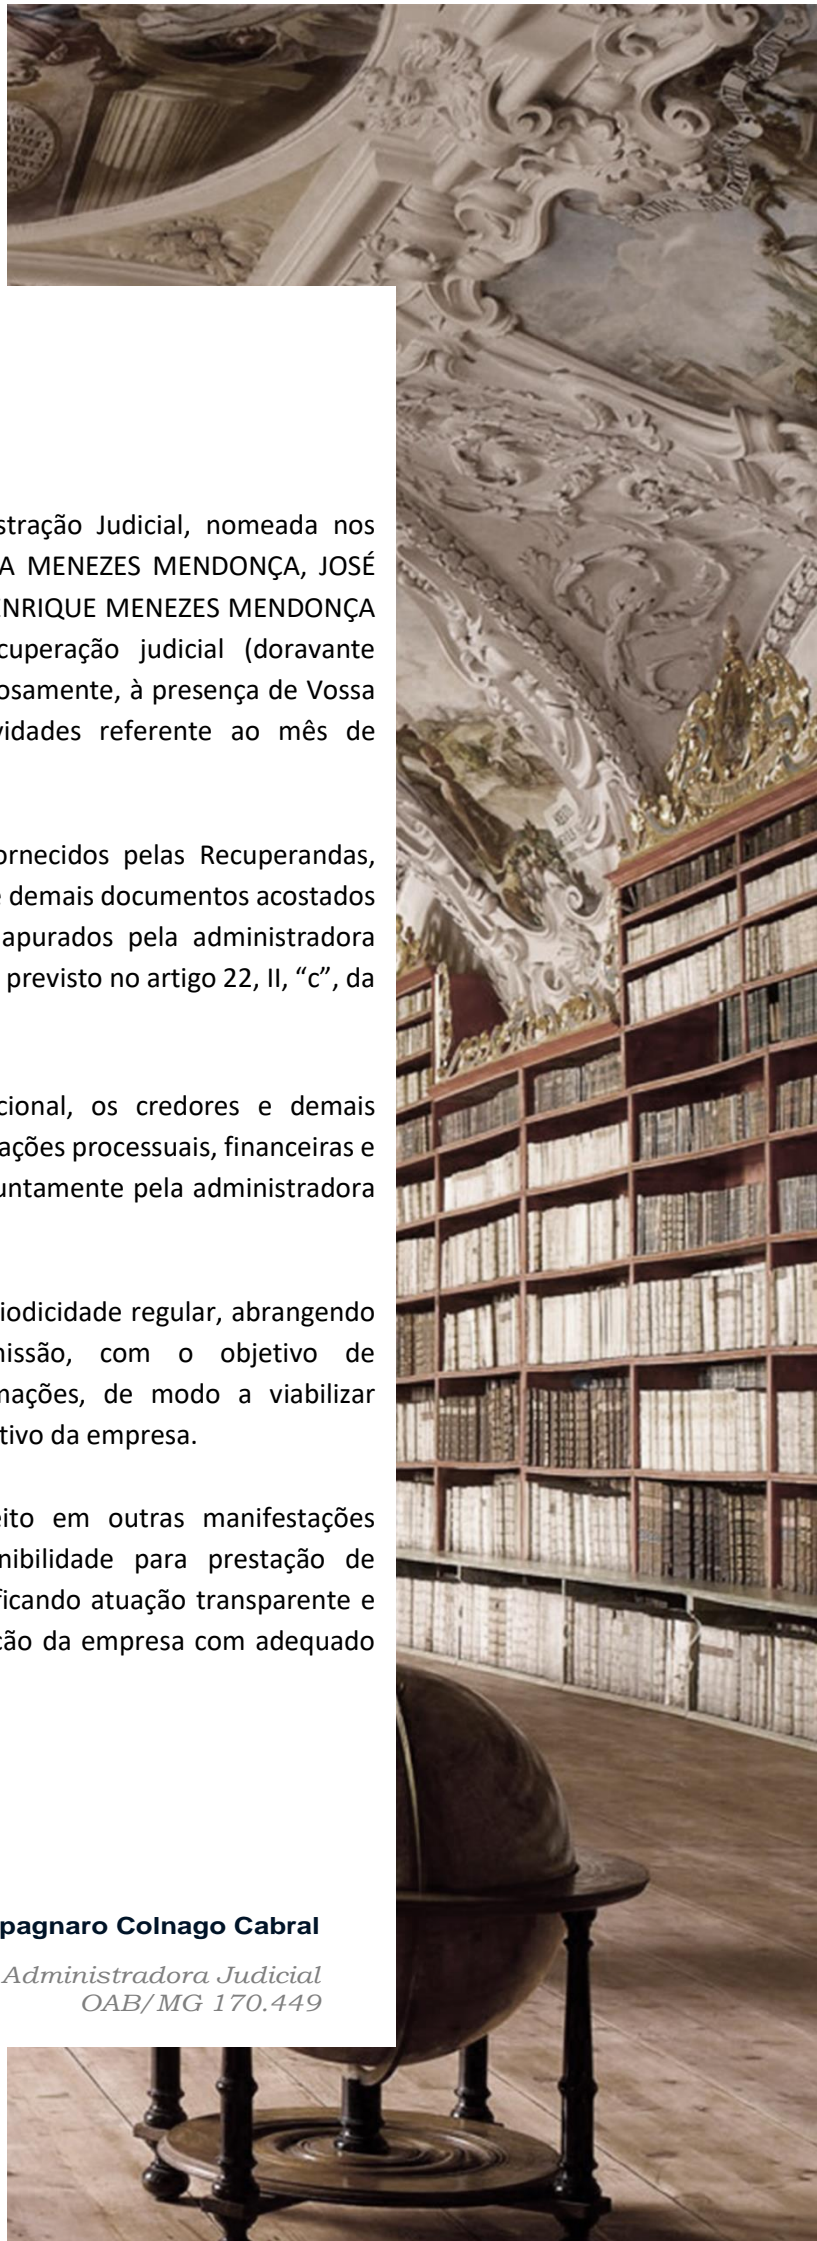 stração Judicial, nomeada nos
A MENEZES MENDONÇA, JOSÉ
ENRIQUE MENEZES MENDONÇA
cuperação judicial (doravante
osamente, à presença de Vossa
vidades referente ao mês de
ornecidos pelas Recuperandas,
e demais documentos acostados
apurados pela administradora
previsto no artigo 22, II, “c”, da
cional, os credores e demais
ações processuais, financeiras e
untamente pela administradora
iodicidade regular, abrangendo
nissão, com o objetivo de
mações, de modo a viabilizar
tivo da empresa.
eito em outras manifestações
nibilidade para prestação de
ficando atuação transparente e
ção da empresa com adequado
pagnaro Colnago Cabral
Administradora Judicial
OAB/MG 170.449